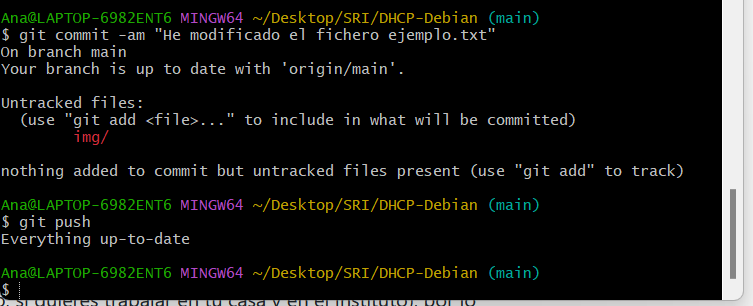 Ana@LAPTOP-6982ENT6 MINGW64 ~/Desktop/SRI/DHCP-Debian (main)
$ git commit -am "He modificado el fichero ejemplo.txt"
On branch main
Your branch is up to date with 'origin/main'.

Untracked files:
  (use "git add <file>..." to include in what will be committed)
        img/

nothing added to commit but untracked files present (use "git add" to track)

Ana@LAPTOP-6982ENT6 MINGW64 ~/Desktop/SRI/DHCP-Debian (main)
$ git push
Everything up-to-date

Ana@LAPTOP-6982ENT6 MINGW64 ~/Desktop/SRI/DHCP-Debian (main)
$
si quieres trabajar en tu casa y en el instituto), por lo